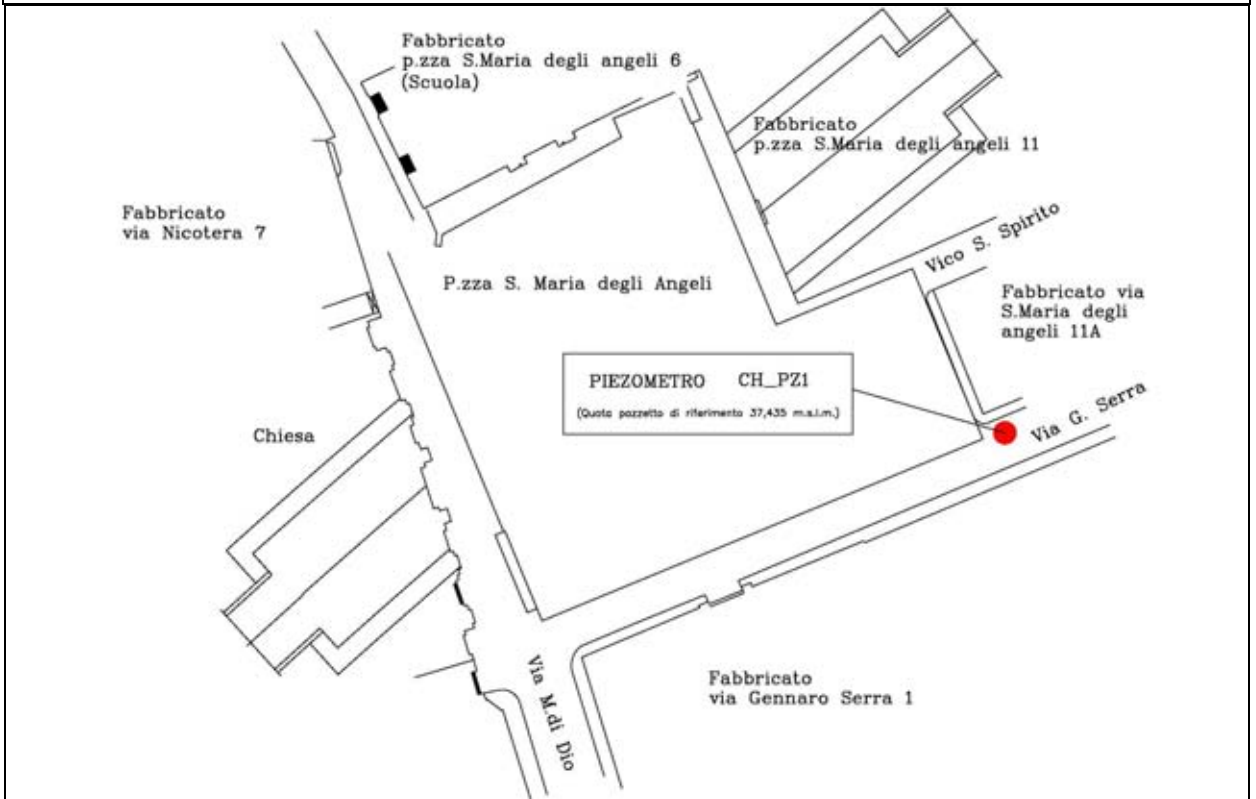 Fabbricato
p.zza S.Maria degli angeli 6
(Scuola)
Fabbricato
p.zza S.Maria degli angeli 11
Fabbricato
via Nicotera 7
Vico S. Spirito
P.zza S. Maria degli Angeli
Fabbricato via
S.Maria degli
angeli 11A
PIEZOMETRO CH_PZ1
(Quota pozzetto di riferimento 37,435 m.s.l.m.)
Via G. Serra
Chiesa
Via M.di Dio
Fabbricato
via Gennaro Serra 1